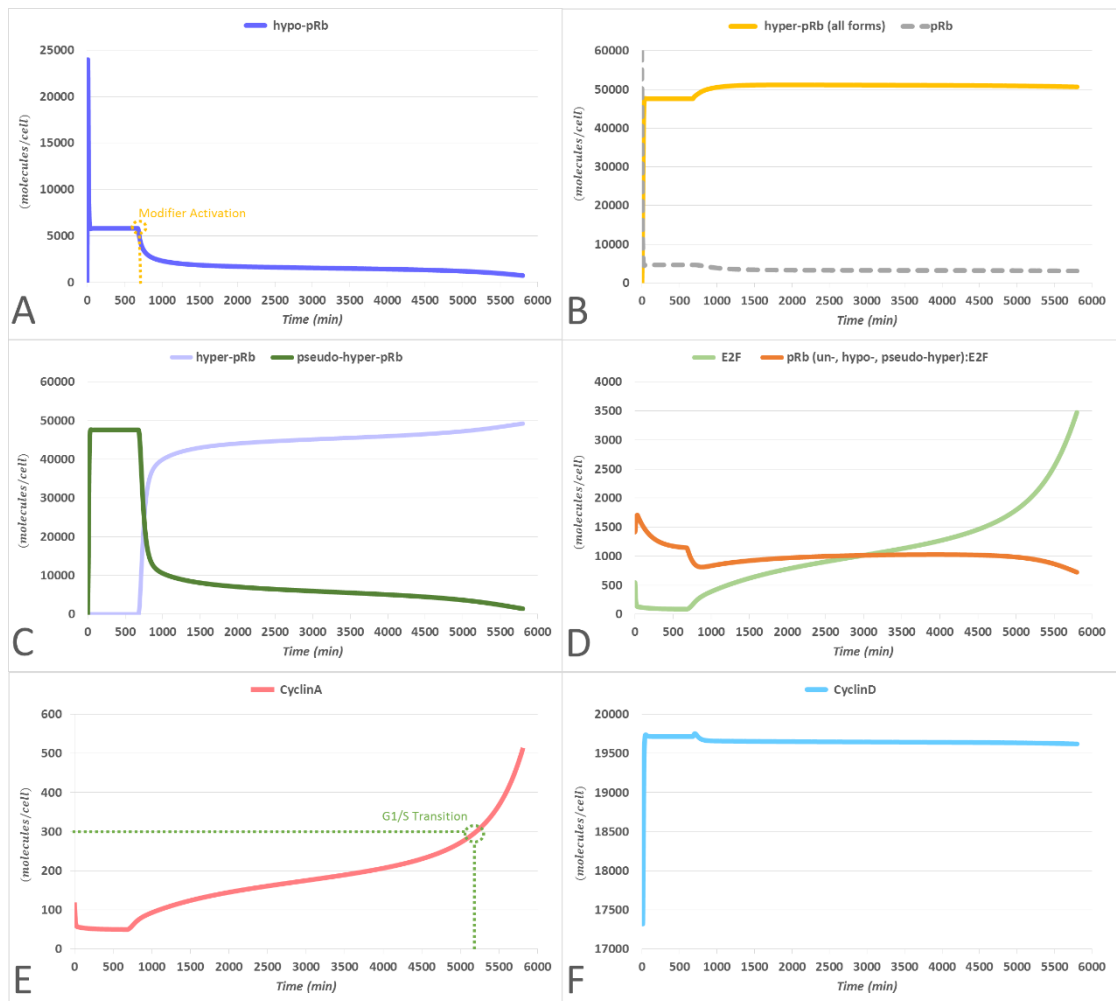 hypo-pRb
25000
20000
15000
10000
5000
0
(molecules/cell)
Modifier Activation
0 500 1000 1500 2000 2500 3000 3500 4000 4500 5000 5500 6000
Time (min)
A
hyper-pRb (all forms) pRb
60000
50000
40000
30000
20000
10000
0
(molecules/cell)
0 500 1000 1500 2000 2500 3000 3500 4000 4500 5000 5500 6000
Time (min)
B
hyper-pRb pseudo-hyper-pRb
60000
50000
40000
30000
20000
10000
0
(molecules/cell)
0 500 1000 1500 2000 2500 3000 3500 4000 4500 5000 5500 6000
Time (min)
C
E2F pRb (un-, hypo-, pseudo-hyper):E2F
4000
3500
3000
2500
2000
1500
1000
500
0
(molecules/cell)
0 500 1000 1500 2000 2500 3000 3500 4000 4500 5000 5500 6000
Time (min)
D
CyclinA
600
500
400
300
200
100
0
(molecules/cell)
G1/S Transition
0 500 1000 1500 2000 2500 3000 3500 4000 4500 5000 5500 6000
Time (min)
E
CyclinD
20000
19500
19000
18500
18000
17500
17000
(molecules/cell)
0 500 1000 1500 2000 2500 3000 3500 4000 4500 5000 5500 6000
Time (min)
F